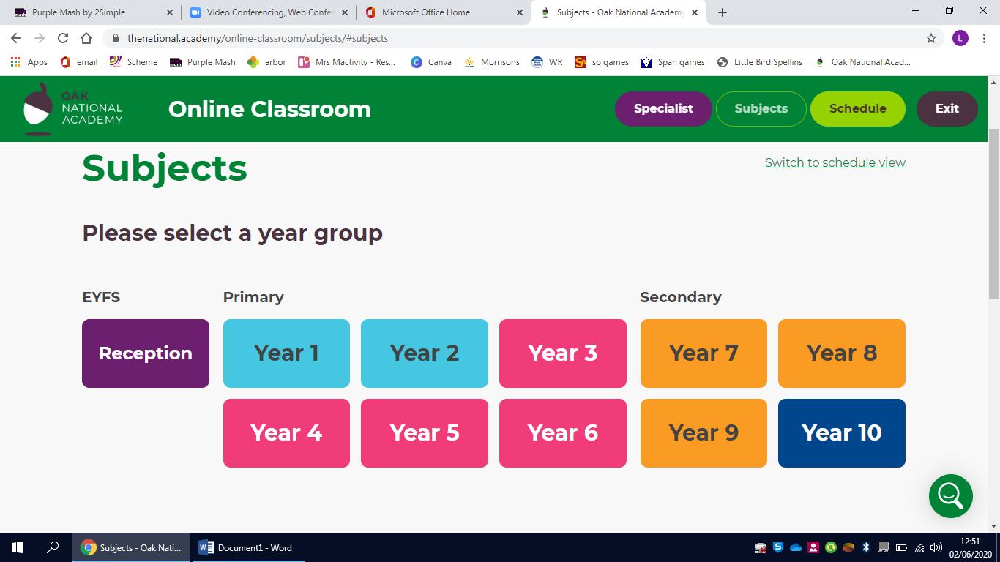 Purple Mash by 2Simple
Video Conferencing, Web Confer
Microsoft Office Home
Subjects - Oak National Academy
thenational.academy/online-classroom/subjects/#subjects
L
Apps
email
Scheme
Purple Mash
arbor
Mrs Mactivity - Res...
Canva
Morrisons
WR
sp games
Span games
Little Bird Spellins
Oak National Acad...
OAK
NATIONAL
ACADEMY
Online Classroom
Specialist
Subjects
Schedule
Exit
Subjects
Switch to schedule view
Please select a year group
EYFS
Primary
Secondary
Reception
Year 1
Year 2
Year 3
Year 7
Year 8
Year 4
Year 5
Year 6
Year 9
Year 10
Subjects - Oak Nati...
Document1 - Word
12:51
02/06/2020